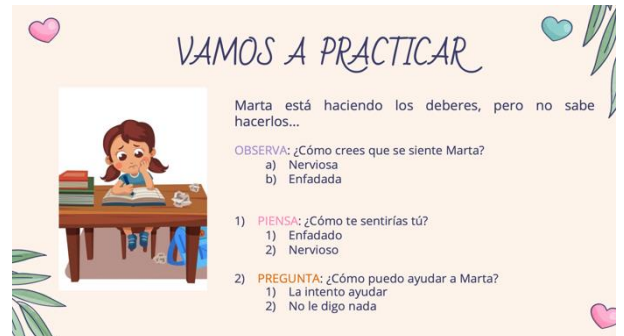 VAMOS A PRACTICAR
Marta está haciendo los deberes, pero no sabe
hacerlos...
OBSERVA: ¿Cómo crees que se siente Marta?
a) Nerviosa
b) Enfadada
1) PIENSA: ¿Cómo te sentirías tú?
1) Enfadado
2) Nervioso
2) PREGUNTA: ¿Cómo puedo ayudar a Marta?
1) La intento ayudar
2) No le digo nada